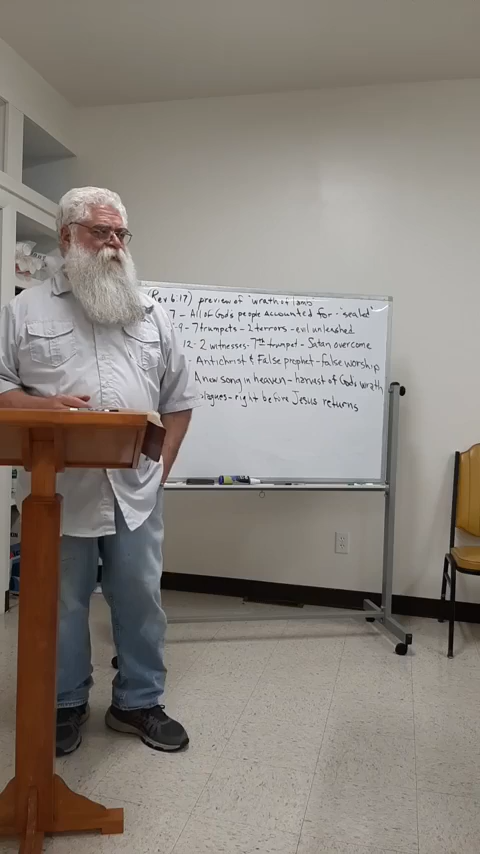 (Rev 6:17) preview of "wrath of lamb"
7 - All of God's people accounted for - "sealed"
-9 - 7 trumpets - 2 terrors - evil unleashed
12 - 2 witnesses - 7th trumpet - Satan overcome
- Antichrist & False prophet - false worship
A new song in heaven - harvest of God's wrath
lagues - right before Jesus returns